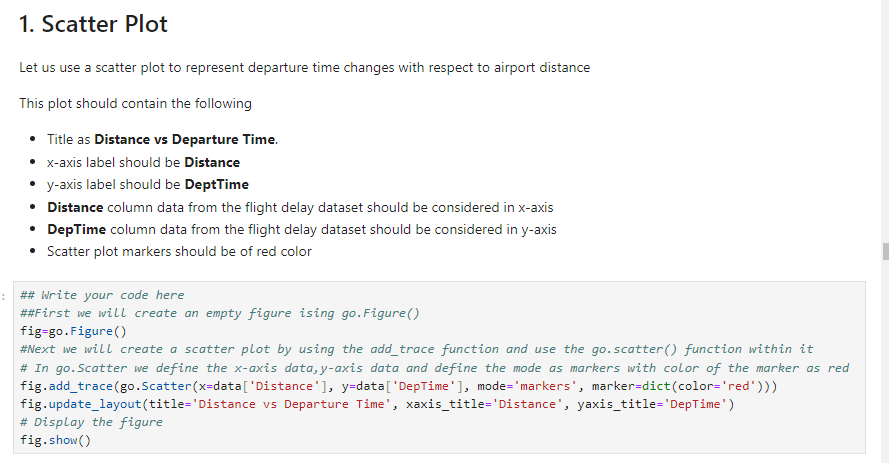 1. Scatter Plot
Let us use a scatter plot to represent departure time changes with respect to airport distance
This plot should contain the following
• Title as Distance vs Departure Time.
• x-axis label should be Distance
• y-axis label should be DeptTime
• Distance column data from the flight delay dataset should be considered in x-axis
• DepTime column data from the flight delay dataset should be considered in y-axis
• Scatter plot markers should be of red color
: ## Write your code here
##First we will create an empty figure ising go.Figure()
fig=go.Figure()
#Next we will create a scatter plot by using the add_trace function and use the go.scatter() function within it
# In go.Scatter we define the x-axis data,y-axis data and define the mode as markers with color of the marker as red
fig.add_trace(go.Scatter(x=data['Distance'], y=data['DepTime'], mode='markers', marker=dict(color='red')))
fig.update_layout(title='Distance vs Departure Time', xaxis_title='Distance', yaxis_title='DepTime')
# Display the figure
fig.show()